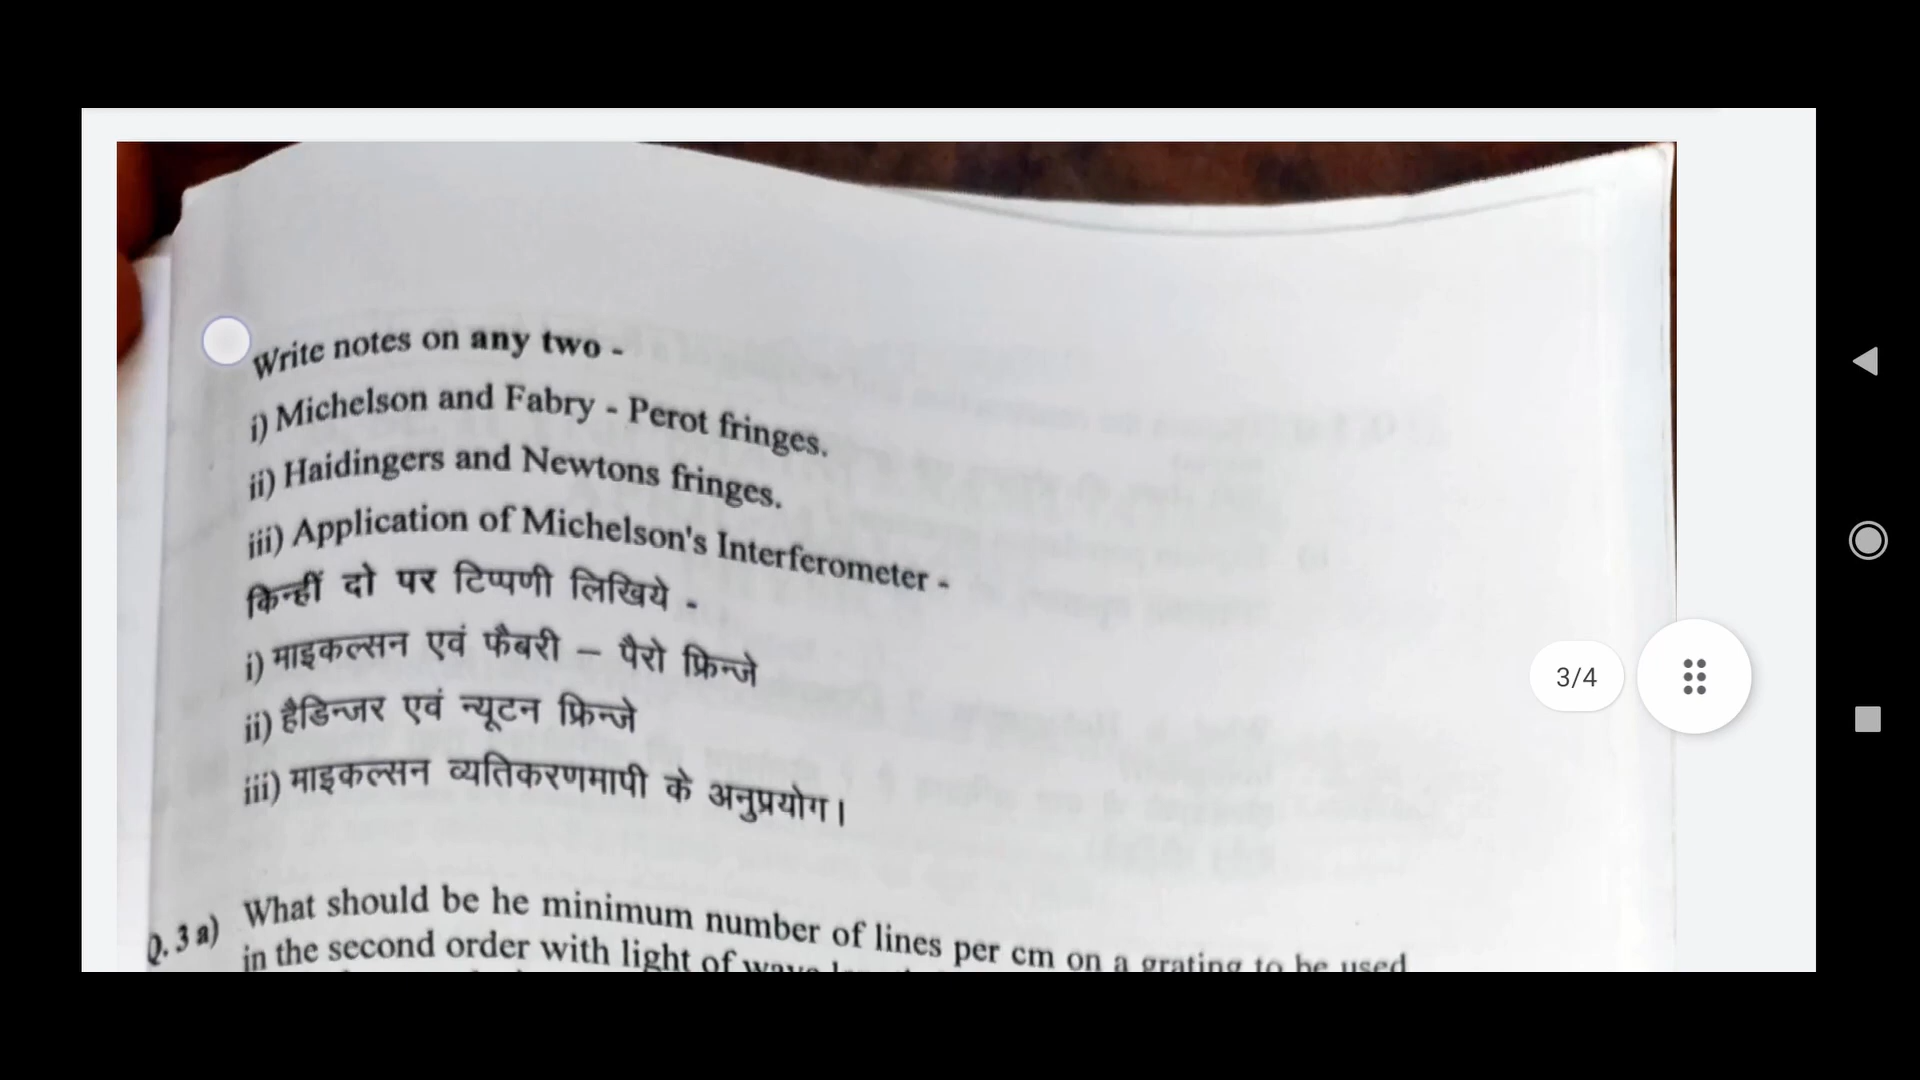 Write notes on any two -
i) Michelson and Fabry - Perot fringes.
ii) Haidingers and Newtons fringes.
iii) Application of Michelson's Interferometer -
किन्हीं दो पर टिप्पणी लिखिये -
i) माइकल्सन एवं फैबरी – पैरो फ्रिन्जे
ii) हैडिन्जर एवं न्यूटन फ्रिन्जे
iii) माइकल्सन व्यतिकरणमापी के अनुप्रयोग।
3/4
Q. 3 a) What should be he minimum number of lines per cm on a grating to be used
in the second order with light of